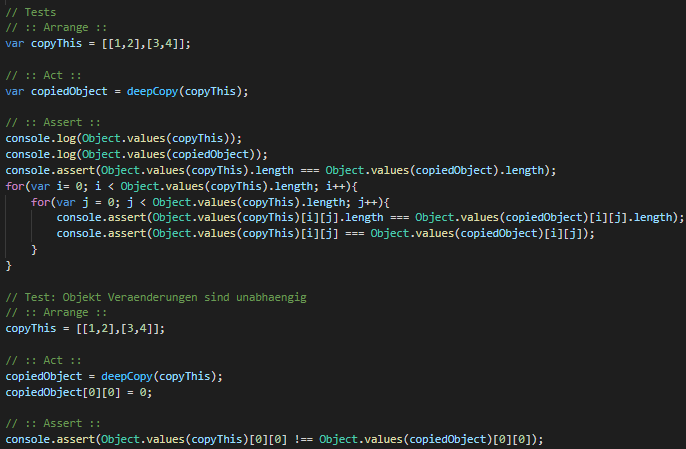 // Tests
// :: Arrange ::
var copyThis = [[1,2],[3,4]];

// :: Act ::
var copiedObject = deepCopy(copyThis);

// :: Assert ::
console.log(Object.values(copyThis));
console.log(Object.values(copiedObject));
console.assert(Object.values(copyThis).length === Object.values(copiedObject).length);
for(var i= 0; i < Object.values(copyThis).length; i++){
    for(var j = 0; j < Object.values(copyThis).length; j++){
        console.assert(Object.values(copyThis)[i][j].length === Object.values(copiedObject)[i][j].length);
        console.assert(Object.values(copyThis)[i][j] === Object.values(copiedObject)[i][j]);
    }
}

// Test: Objekt Veraenderungen sind unabhaengig
// :: Arrange ::
copyThis = [[1,2],[3,4]];

// :: Act ::
copiedObject = deepCopy(copyThis);
copiedObject[0][0] = 0;

// :: Assert ::
console.assert(Object.values(copyThis)[0][0] !== Object.values(copiedObject)[0][0]);